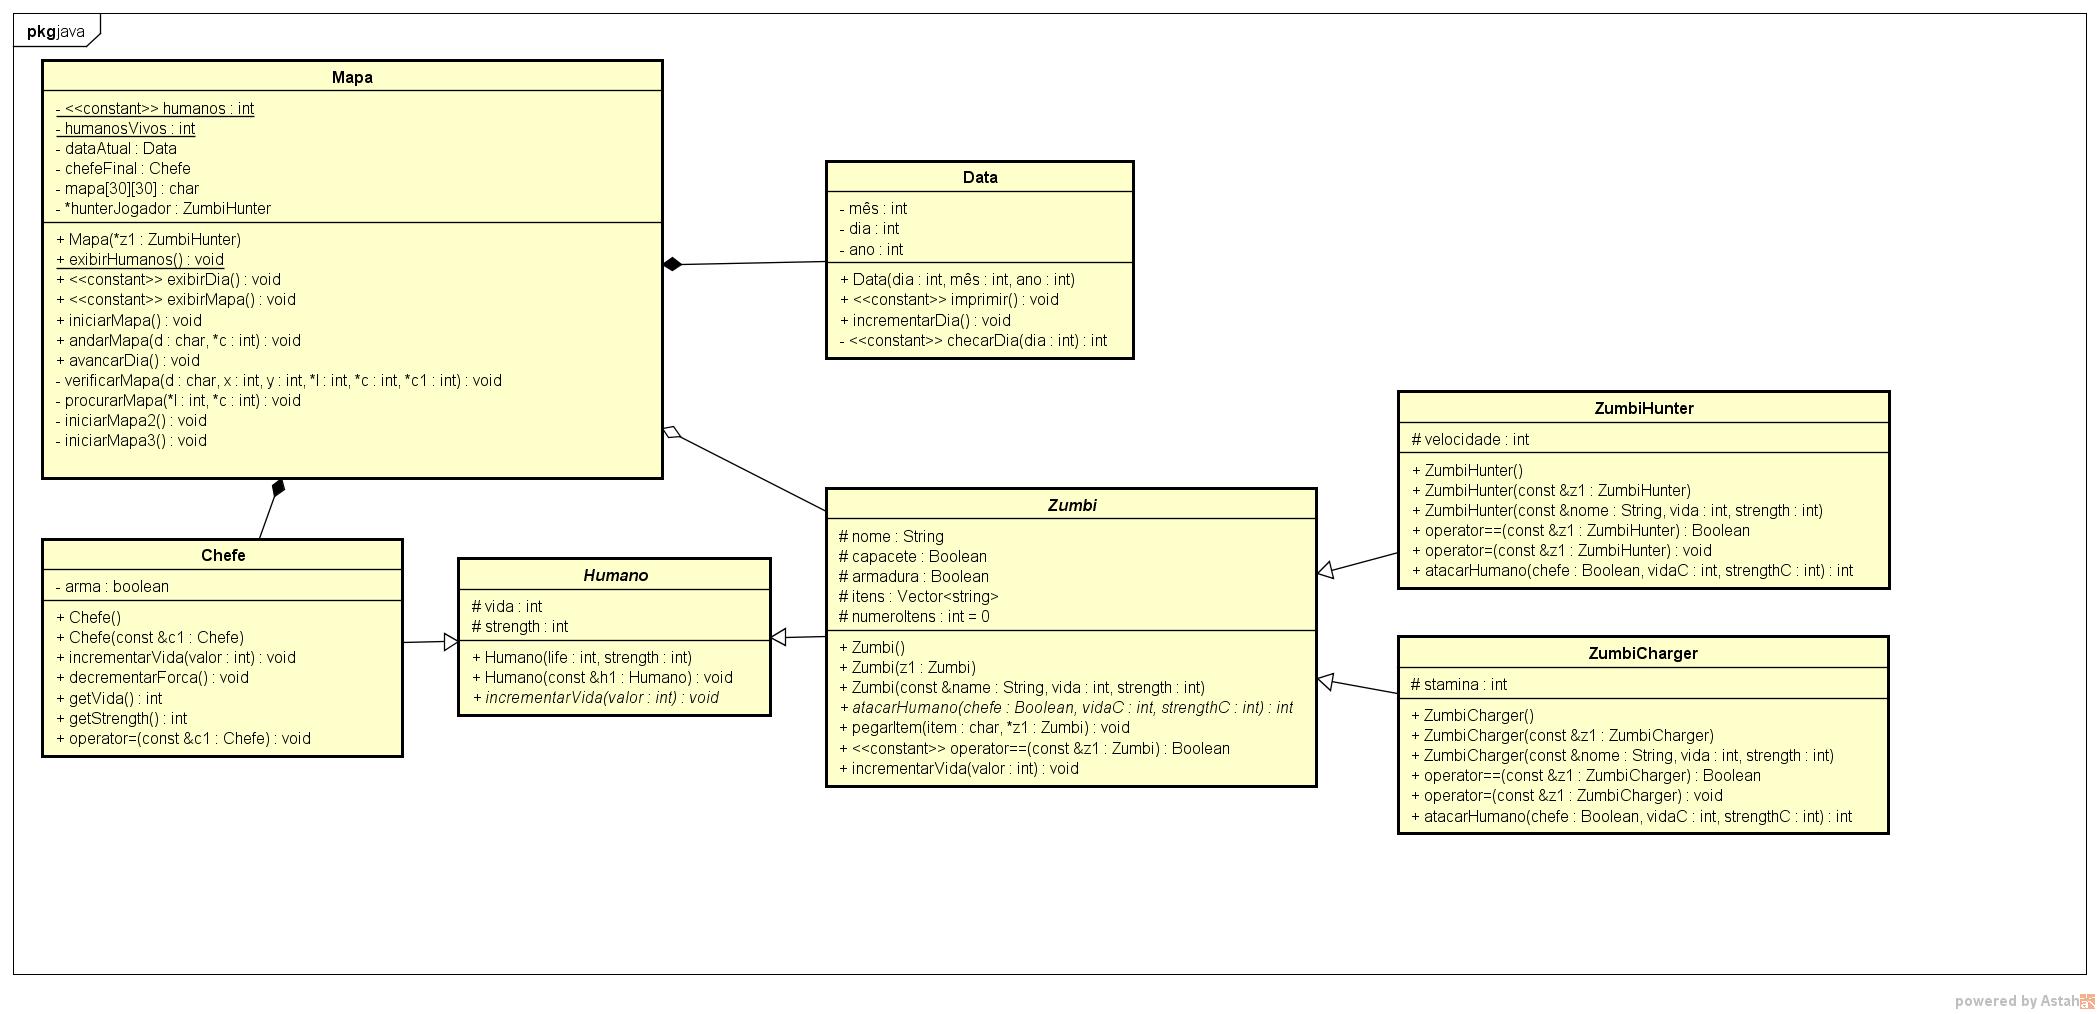 pkg java
Mapa
- <<constant>> humanos : int
- humanosVivos : int
- dataAtual : Data
- chefeFinal : Chefe
- mapa[30][30] : char
- *hunterJogador : ZumbiHunter
+ Mapa(*z1 : ZumbiHunter)
+ exibirHumanos() : void
+ <<constant>> exibirDia() : void
+ <<constant>> exibirMapa() : void
+ iniciarMapa() : void
+ andarMapa(d : char, *c : int) : void
+ avancarDia() : void
- verificarMapa(d : char, x : int, y : int, *l : int, *c : int, *c1 : int) : void
- procurarMapa(*l : int, *c : int) : void
- iniciarMapa2() : void
- iniciarMapa3() : void
Data
- mês : int
- dia : int
- ano : int
+ Data(dia : int, mês : int, ano : int)
+ <<constant>> imprimir() : void
+ incrementarDia() : void
- <<constant>> checarDia(dia : int) : int
Chefe
- arma : boolean
+ Chefe()
+ Chefe(const &c1 : Chefe)
+ incrementarVida(valor : int) : void
+ decrementarForca() : void
+ getVida() : int
+ getStrength() : int
+ operator=(const &c1 : Chefe) : void
Humano
# vida : int
# strength : int
+ Humano(life : int, strength : int)
+ Humano(const &h1 : Humano) : void
+ incrementarVida(valor : int) : void
Zumbi
# nome : String
# capacete : Boolean
# armadura : Boolean
# itens : Vector<string>
# numeroItens : int = 0
+ Zumbi()
+ Zumbi(z1 : Zumbi)
+ Zumbi(const &name : String, vida : int, strength : int)
+ atacarHumano(chefe : Boolean, vidaC : int, strengthC : int) : int
+ pegarItem(item : char, *z1 : Zumbi) : void
+ <<constant>> operator==(const &z1 : Zumbi) : Boolean
+ incrementarVida(valor : int) : void
ZumbiHunter
# velocidade : int
+ ZumbiHunter()
+ ZumbiHunter(const &z1 : ZumbiHunter)
+ ZumbiHunter(const &nome : String, vida : int, strength : int)
+ operator==(const &z1 : ZumbiHunter) : Boolean
+ operator=(const &z1 : ZumbiHunter) : void
+ atacarHumano(chefe : Boolean, vidaC : int, strengthC : int) : int
ZumbiCharger
# stamina : int
+ ZumbiCharger()
+ ZumbiCharger(const &z1 : ZumbiCharger)
+ ZumbiCharger(const &nome : String, vida : int, strength : int)
+ operator==(const &z1 : ZumbiCharger) : Boolean
+ operator=(const &z1 : ZumbiCharger) : void
+ atacarHumano(chefe : Boolean, vidaC : int, strengthC : int) : int
powered by Astah